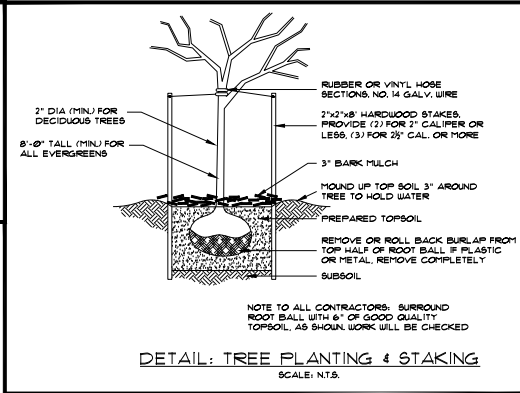 RUBBER OR VINYL HOSE
SECTIONS, NO. 14 GALV. WIRE
2" DIA (MIN.) FOR
DECIDUOUS TREES
2"x2"x8' HARDWOOD STAKES,
PROVIDE (2) FOR 2" CALIPER OR
LESS, (3) FOR 2½" CAL. OR MORE
8'-0" TALL (MIN.) FOR
ALL EVERGREENS
3" BARK MULCH
MOUND UP TOP SOIL 3" AROUND
TREE TO HOLD WATER
PREPARED TOPSOIL
REMOVE OR ROLL BACK BURLAP FROM
TOP HALF OF ROOT BALL IF PLASTIC
OR METAL, REMOVE COMPLETELY
SUBSOIL
NOTE TO ALL CONTRACTORS: SURROUND
ROOT BALL WITH 6" OF GOOD QUALITY
TOPSOIL, AS SHOWN. WORK WILL BE CHECKED
DETAIL: TREE PLANTING & STAKING
SCALE: N.T.S.